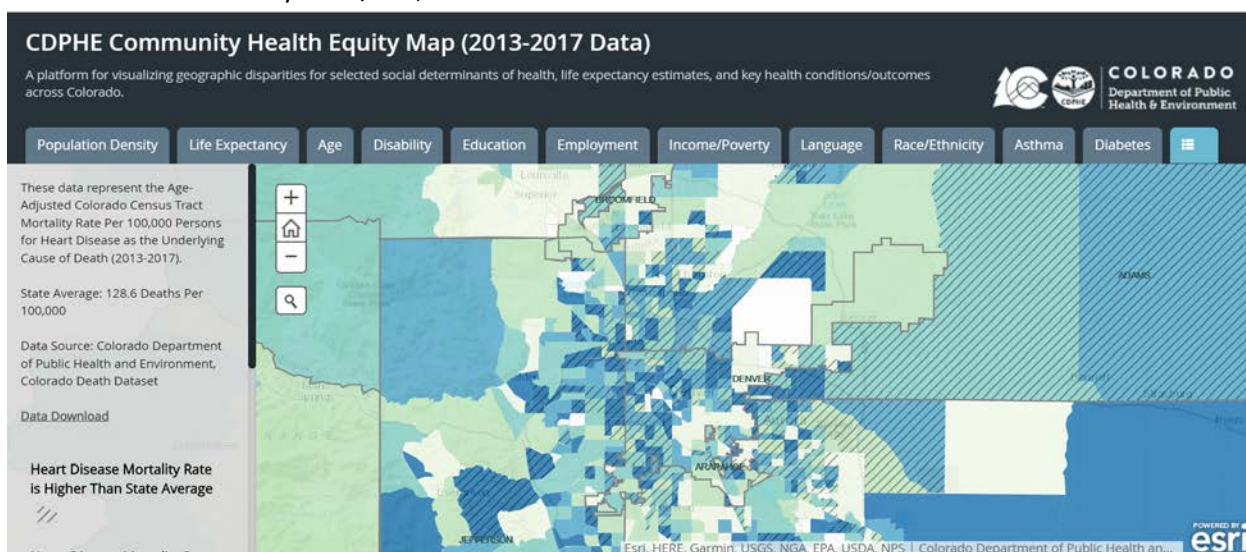 CDPHE Community Health Equity Map (2013-2017 Data)
A platform for visualizing geographic disparities for selected social determinants of health, life expectancy estimates, and key health conditions/outcomes
across Colorado.
CDPHE
COLORADO
Department of Public
Health & Environment
Population Density
Life Expectancy
Age
Disability
Education
Employment
Income/Poverty
Language
Race/Ethnicity
Asthma
Diabetes
These data represent the Age-
Adjusted Colorado Census Tract
Mortality Rate Per 100,000 Persons
for Heart Disease as the Underlying
Cause of Death (2013-2017).
State Average: 128.6 Deaths Per
100,000
Data Source: Colorado Department
of Public Health and Environment,
Colorado Death Dataset
Data Download
Heart Disease Mortality Rate
is Higher Than State Average
+
−
Superior
BROOMFIELD
ADAMS
DENVER
ARAPAHOE
JEFFERSON
POWERED BY
esri
Esri, HERE, Garmin, USGS, NGA, EPA, USDA, NPS | Colorado Department of Public Health an...